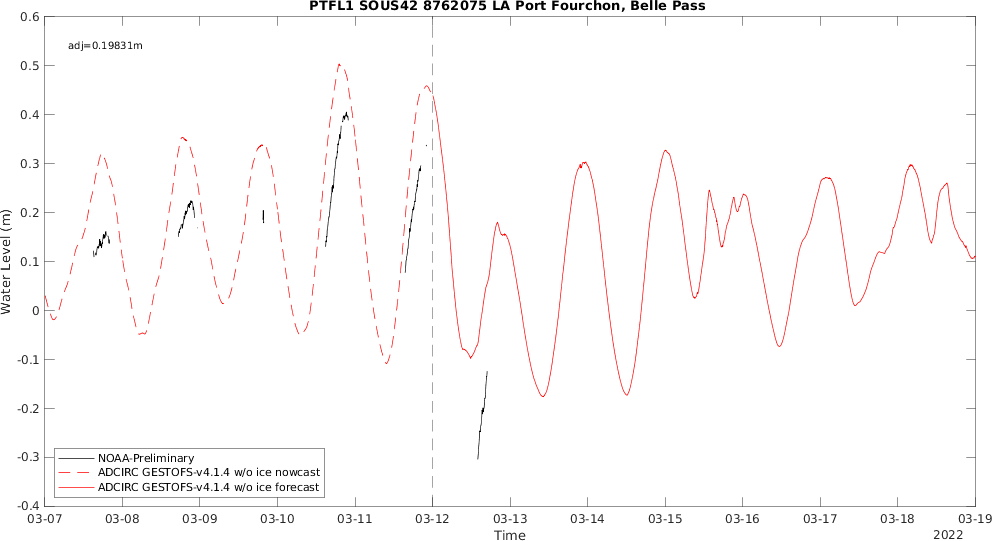 PTFL1 SOUS42 8762075 LA Port Fourchon, Belle Pass
0.6
0.5
0.4
0.3
0.2
0.1
0
-0.1
-0.2
-0.3
-0.4
Water Level (m)
adj=0.19831m
NOAA-Preliminary
ADCIRC GESTOFS-v4.1.4 w/o ice nowcast
ADCIRC GESTOFS-v4.1.4 w/o ice forecast
03-07 03-08 03-09 03-10 03-11 03-12 03-13 03-14 03-15 03-16 03-17 03-18 03-19
Time
2022